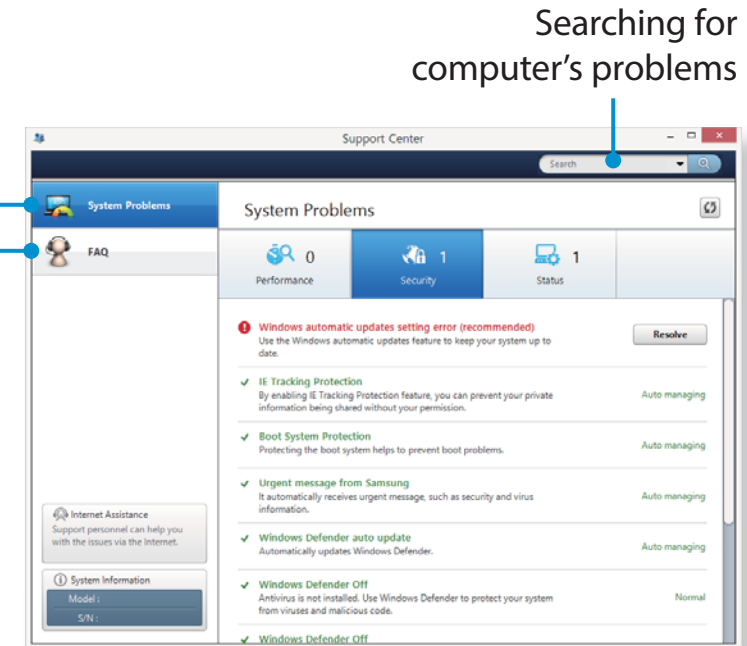 Searching for
computer's problems
Support Center
Search
System Problems
FAQ
System Problems
0
Performance
1
Security
1
Status
Windows automatic updates setting error (recommended)
Use the Windows automatic updates feature to keep your system up to
date.
Resolve
IE Tracking Protection
By enabling IE Tracking Protection feature, you can prevent your private
information being shared without your permission.
Auto managing
Boot System Protection
Protecting the boot system helps to prevent boot problems.
Auto managing
Urgent message from Samsung
It automatically receives urgent message, such as security and virus
information.
Auto managing
Windows Defender auto update
Automatically updates Windows Defender.
Auto managing
Windows Defender Off
Antivirus is not installed. Use Windows Defender to protect your system
from viruses and malicious code.
Normal
Windows Defender Off
Internet Assistance
Support personnel can help you
with the issues via the Internet.
System Information
Model :
S/N :